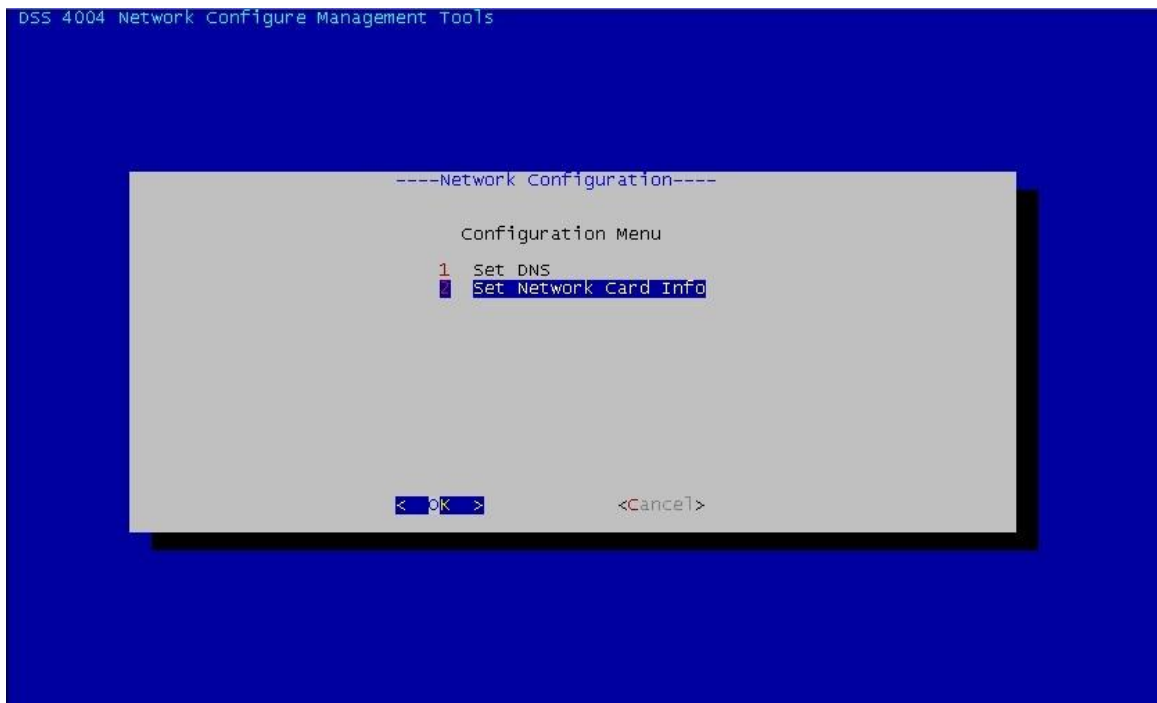 DSS 4004 Network Configure Management Tools
----Network Configuration----
Configuration Menu
1 Set DNS
2 Set Network Card Info
< OK > <Cancel>